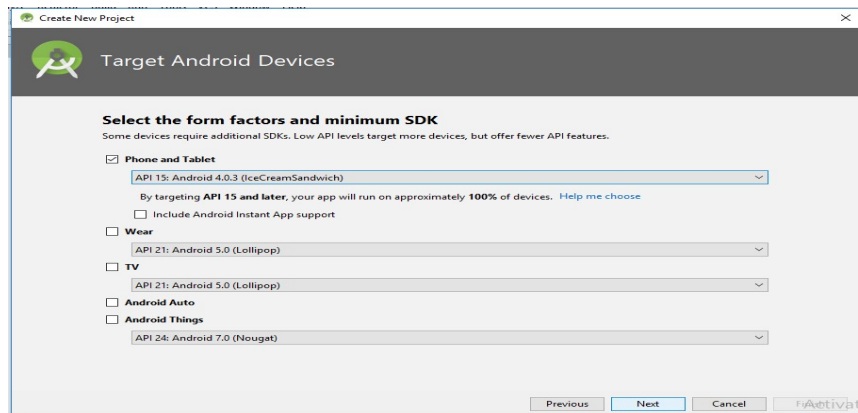 Create New Project
Target Android Devices
Select the form factors and minimum SDK
Some devices require additional SDKs. Low API levels target more devices, but offer fewer API features.
Phone and Tablet
API 15: Android 4.0.3 (IceCreamSandwich)
By targeting API 15 and later, your app will run on approximately 100% of devices. Help me choose
Include Android Instant App support
Wear
API 21: Android 5.0 (Lollipop)
TV
API 21: Android 5.0 (Lollipop)
Android Auto
Android Things
API 24: Android 7.0 (Nougat)
Previous Next Cancel